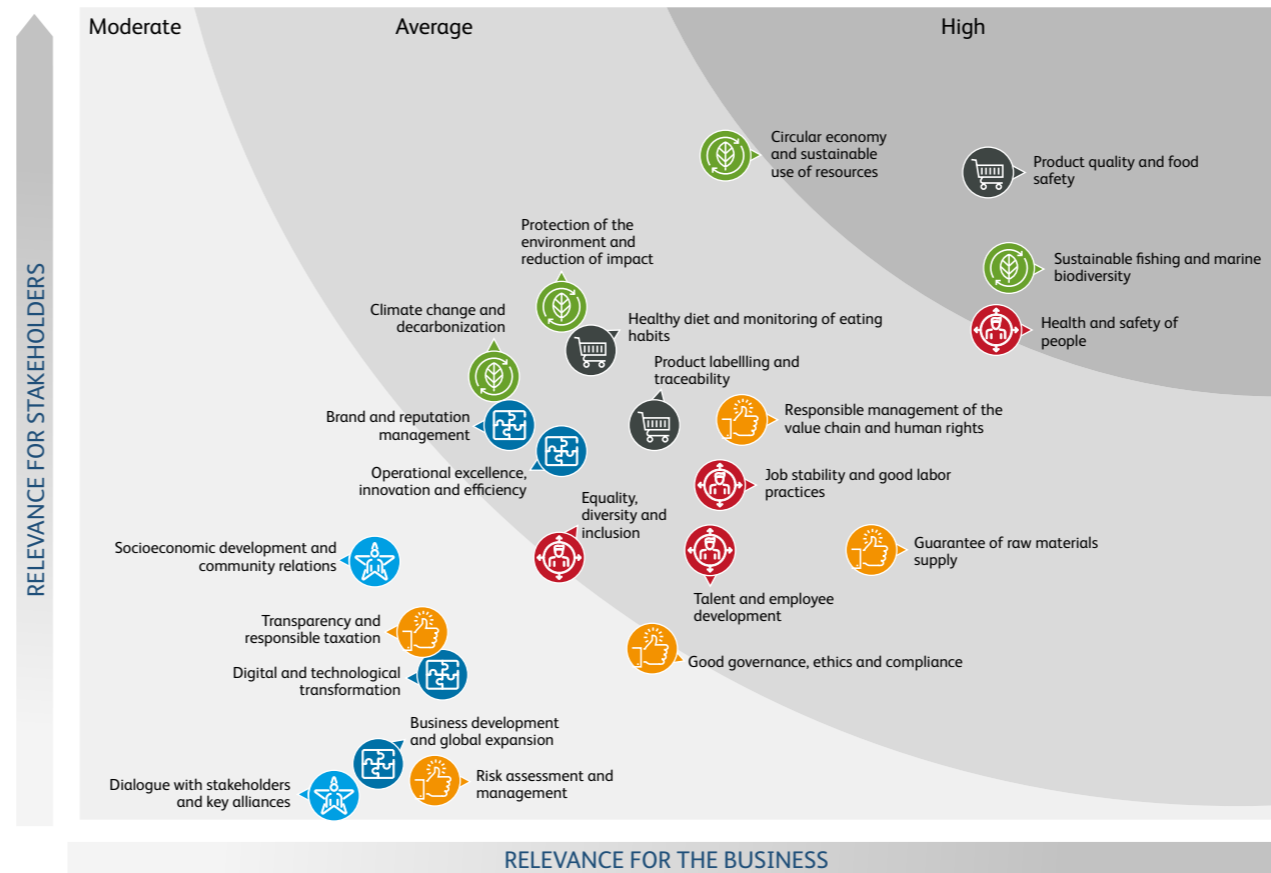 Moderate
Average
High
Circular economy
and sustainable
use of resources
Product quality and food
safety
Protection of the
environment and
reduction of impact
Sustainable fishing and marine
biodiversity
Climate change and
decarbonization
Healthy diet and monitoring of eating
habits
Health and safety of
people
Product labellling and
traceability
Brand and reputation
management
Responsible management of the
value chain and human rights
Operational excellence,
innovation and efficiency
Job stability and good labor
practices
Equality,
diversity and
inclusion
Socioeconomic development and
community relations
Guarantee of raw materials
supply
Talent and employee
development
Transparency and
responsible taxation
Good governance, ethics and compliance
Digital and technological
transformation
Business development
and global expansion
Risk assessment and
management
Dialogue with stakeholders
and key alliances
RELEVANCE FOR STAKEHOLDERS
RELEVANCE FOR THE BUSINESS